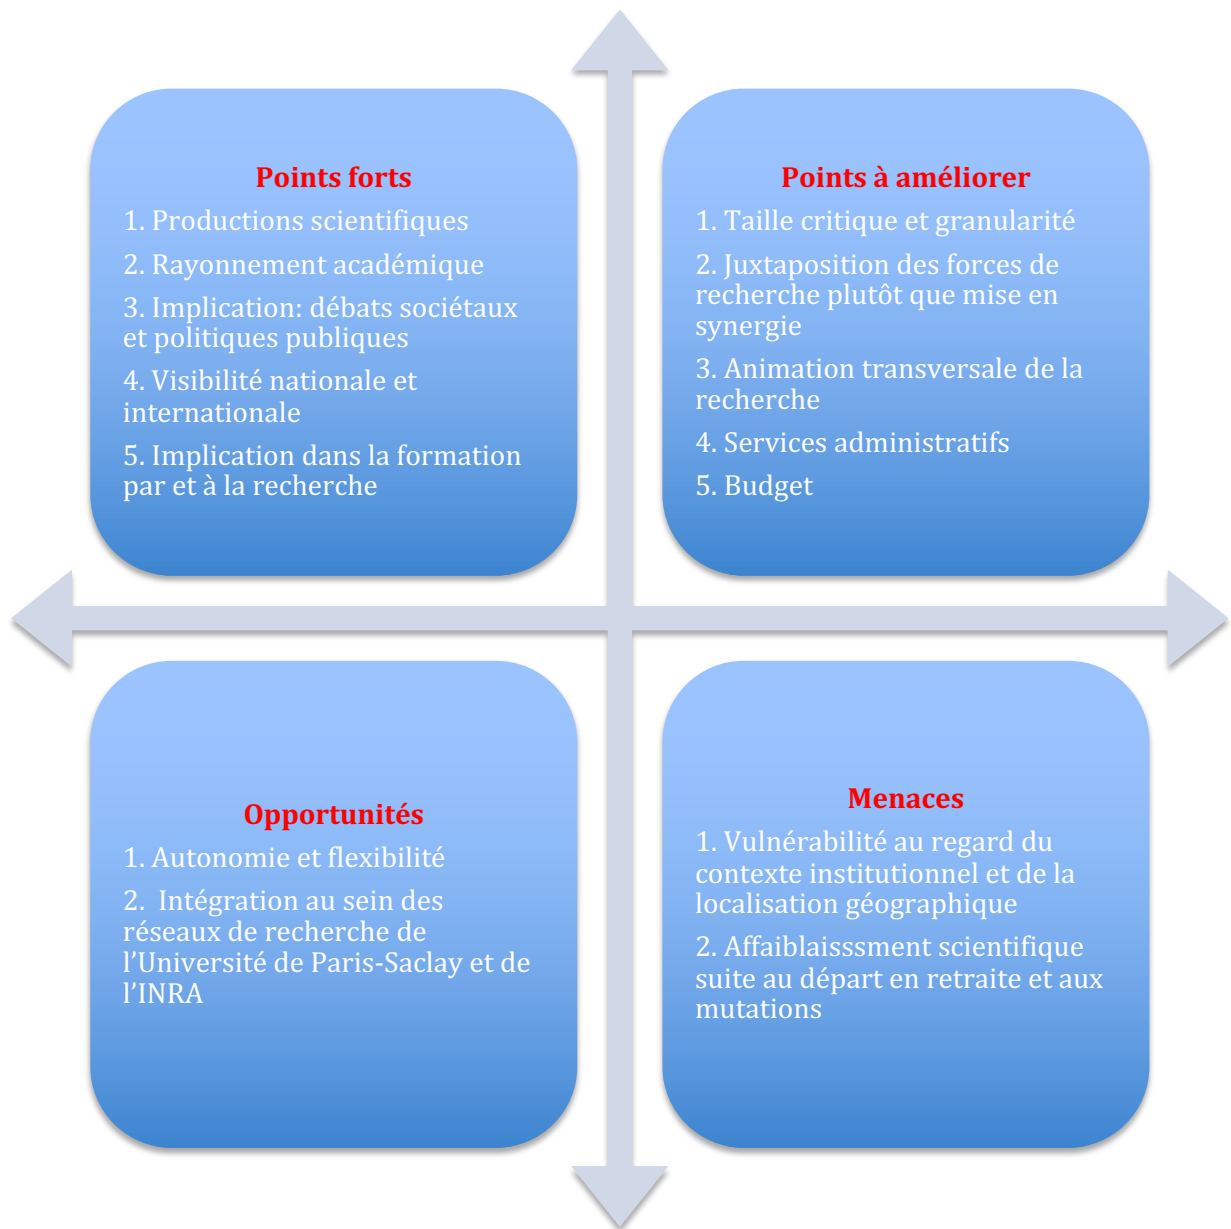 Points forts
1. Productions scientifiques
2. Rayonnement académique
3. Implication: débats sociétaux
et politiques publiques
4. Visibilité nationale et
internationale
5. Implication dans la formation
par et à la recherche
Points à améliorer
1. Taille critique et granularité
2. Juxtaposition des forces de
recherche plutôt que mise en
synergie
3. Animation transversale de la
recherche
4. Services administratifs
5. Budget
Opportunités
1. Autonomie et flexibilité
2.  Intégration au sein des
réseaux de recherche de
l’Université de Paris-Saclay et de
l’INRA
Menaces
1. Vulnérabilité au regard du
contexte institutionnel et de la
localisation géographique
2. Affaiblaisssment scientifique
suite au départ en retraite et aux
mutations